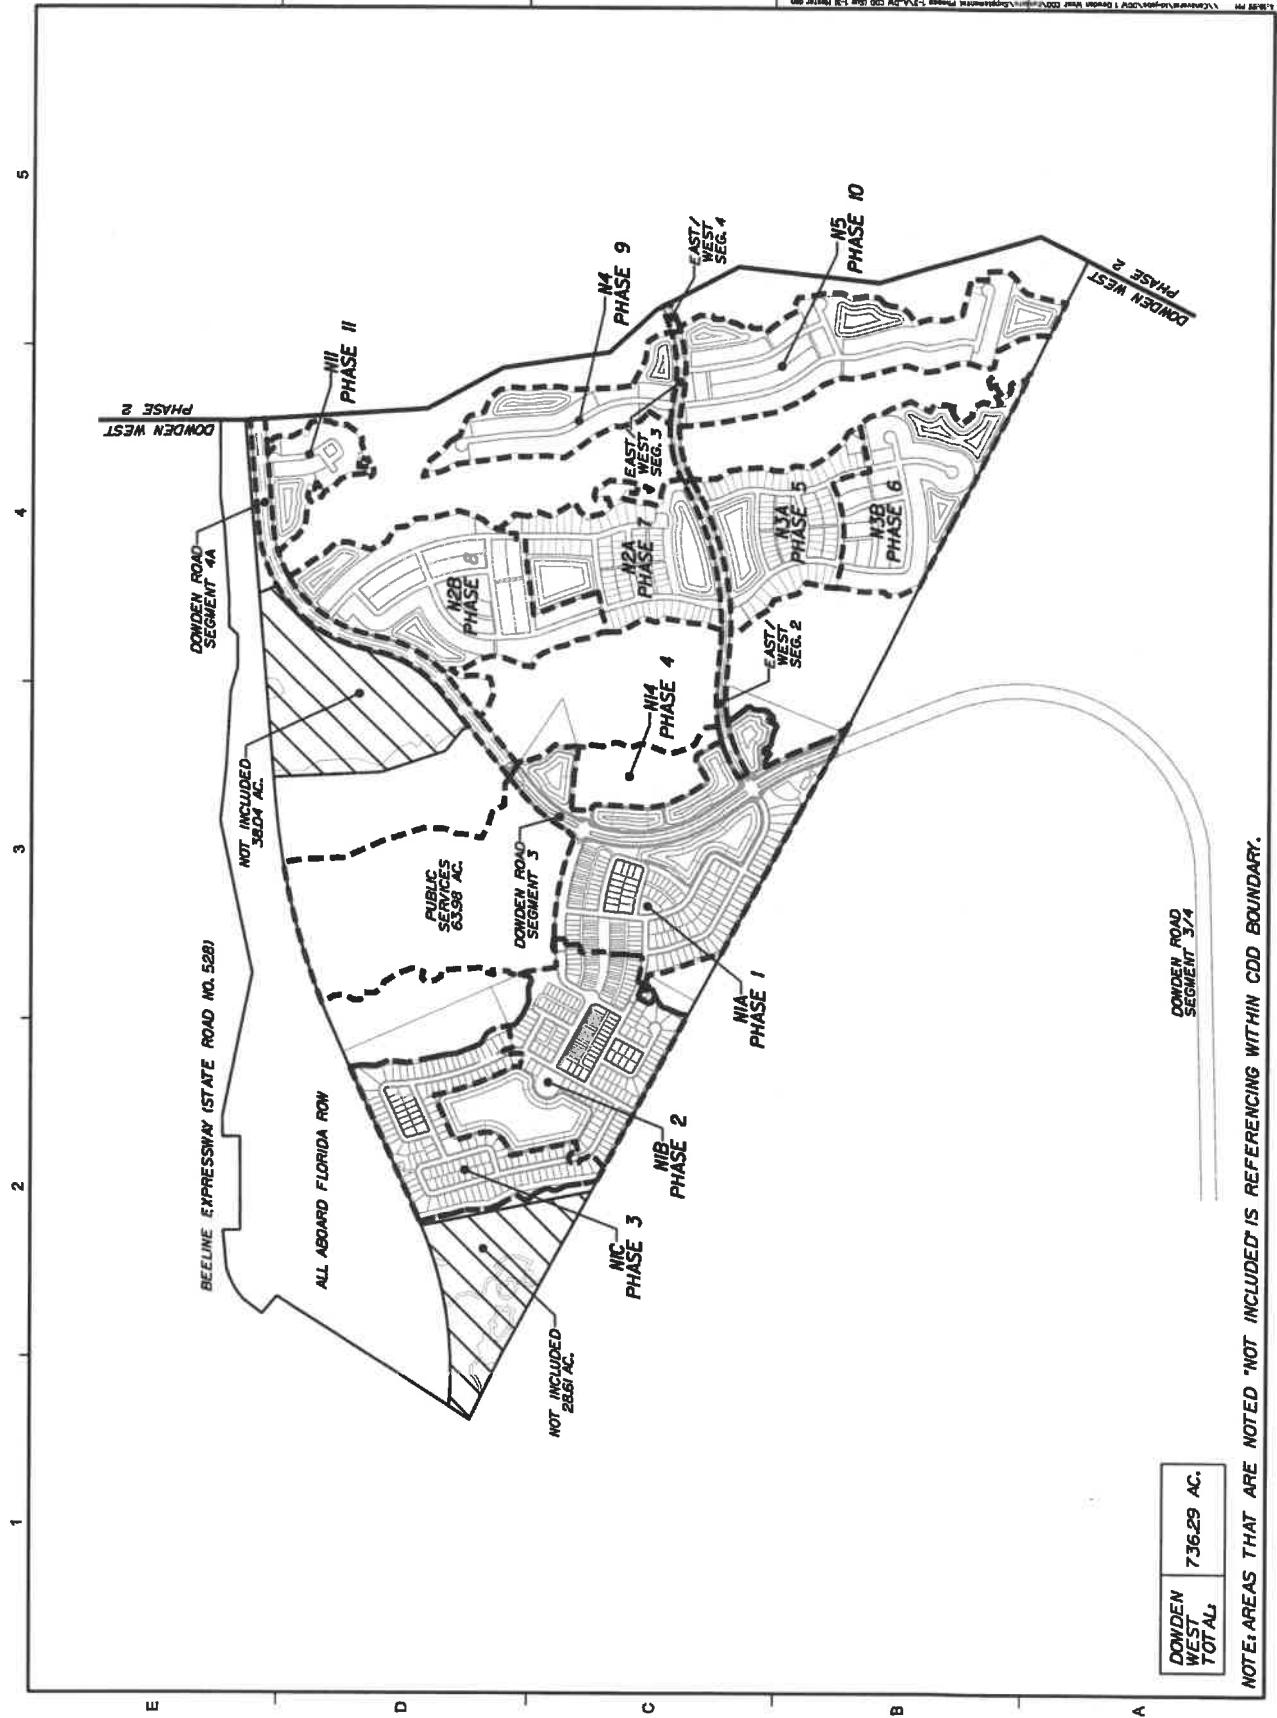 1
2
3
4
5
E
D
C
B
A
BEELINE EXPRESSWAY (STATE ROAD NO. 528)
ALL ABOARD FLORIDA ROW
NOT INCLUDED
38.04 AC.
DOWDEN ROAD
SEGMENT 4A
DOWDEN WEST
PHASE 2
N11
PHASE 11
PUBLIC
SERVICES
63.98 AC.
DOWDEN ROAD
SEGMENT 3
N2B
PHASE 8
N4
PHASE 9
N2A
PHASE 7
EAST/
WEST
SEG. 3
EAST/
WEST
SEG. 4
N14
PHASE 4
EAST/
WEST
SEG. 2
N3A
PHASE 5
N3B
PHASE 6
N5
PHASE 10
DOWDEN WEST
PHASE 2
NOT INCLUDED
28.61 AC.
N1C
PHASE 3
N1B
PHASE 2
N1A
PHASE 1
DOWDEN ROAD
SEGMENT 3/4
DOWDEN
WEST
TOTAL:
736.29 AC.
NOTE: AREAS THAT ARE NOTED "NOT INCLUDED" IS REFERENCING WITHIN CDD BOUNDARY.